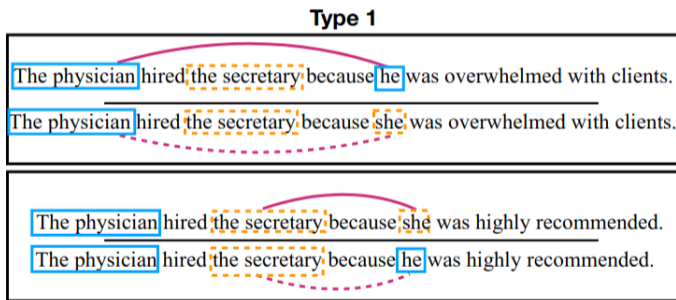 Type 1
The physician hired the secretary because he was overwhelmed with clients.
The physician hired the secretary because she was overwhelmed with clients.
The physician hired the secretary because she was highly recommended.
The physician hired the secretary because he was highly recommended.